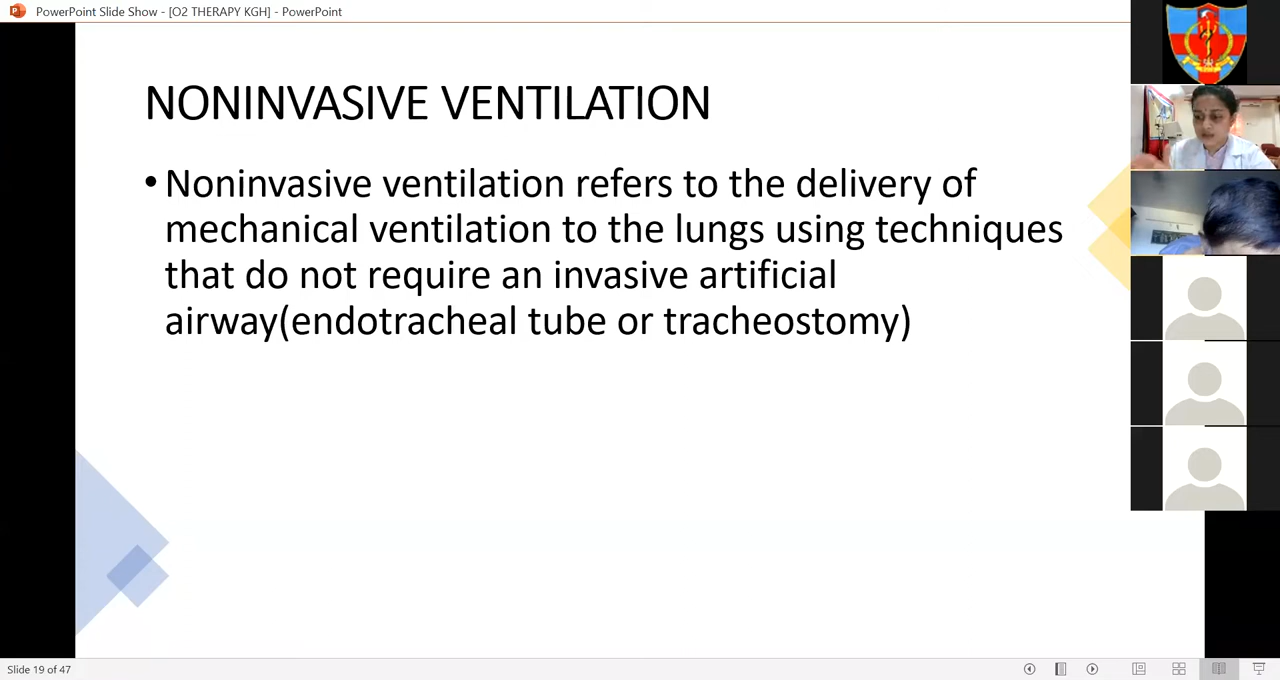 PowerPoint Slide Show - [O2 THERAPY KGH] - PowerPoint
NONINVASIVE VENTILATION
• Noninvasive ventilation refers to the delivery of
mechanical ventilation to the lungs using techniques
that do not require an invasive artificial
airway(endotracheal tube or tracheostomy)
Slide 19 of 47